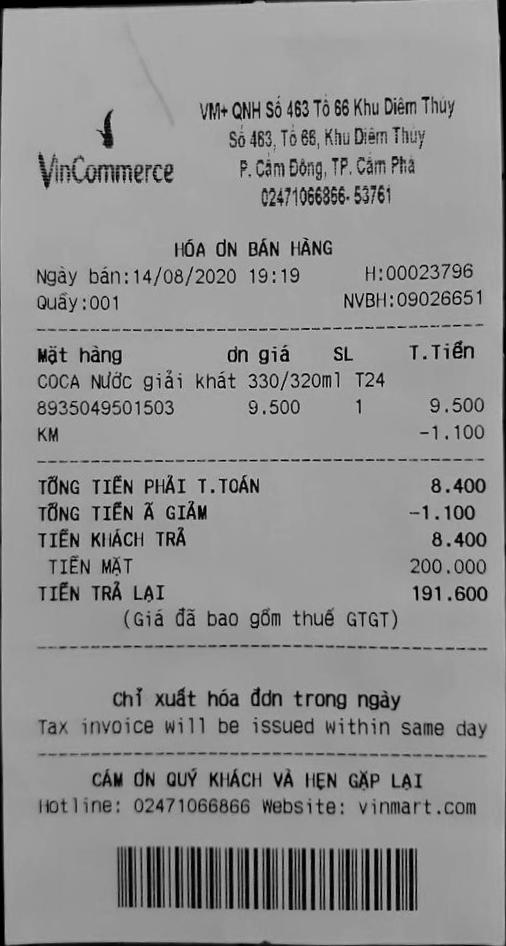 VinCommerce
VM+ QNH Số 463 Tổ 66 Khu Diêm Thủy
Số 463, Tổ 66, Khu Diêm Thủy
P. Cẩm Đông, TP. Cẩm Phả
02471066866- 53761
HÓA ƠN BÁN HÀNG
Ngày bán:14/08/2020 19:19 H:00023796
Quầy:001 NVBH:09026651
Mặt hàng ơn giá SL T.Tiền
COCA Nước giải khát 330/320ml T24
8935049501503 9.500 1 9.500
KM -1.100
TỔNG TIỀN PHẢI T.TOÁN 8.400
TỔNG TIỀN Ã GIẢM -1.100
TIỀN KHÁCH TRẢ 8.400
TIỀN MẶT 200.000
TIỀN TRẢ LẠI 191.600
(Giá đã bao gồm thuế GTGT)
Chỉ xuất hóa đơn trong ngày
Tax invoice will be issued within same day
CÁM ƠN QUÝ KHÁCH VÀ HẸN GẶP LẠI
Hotline: 02471066866 Website: vinmart.com